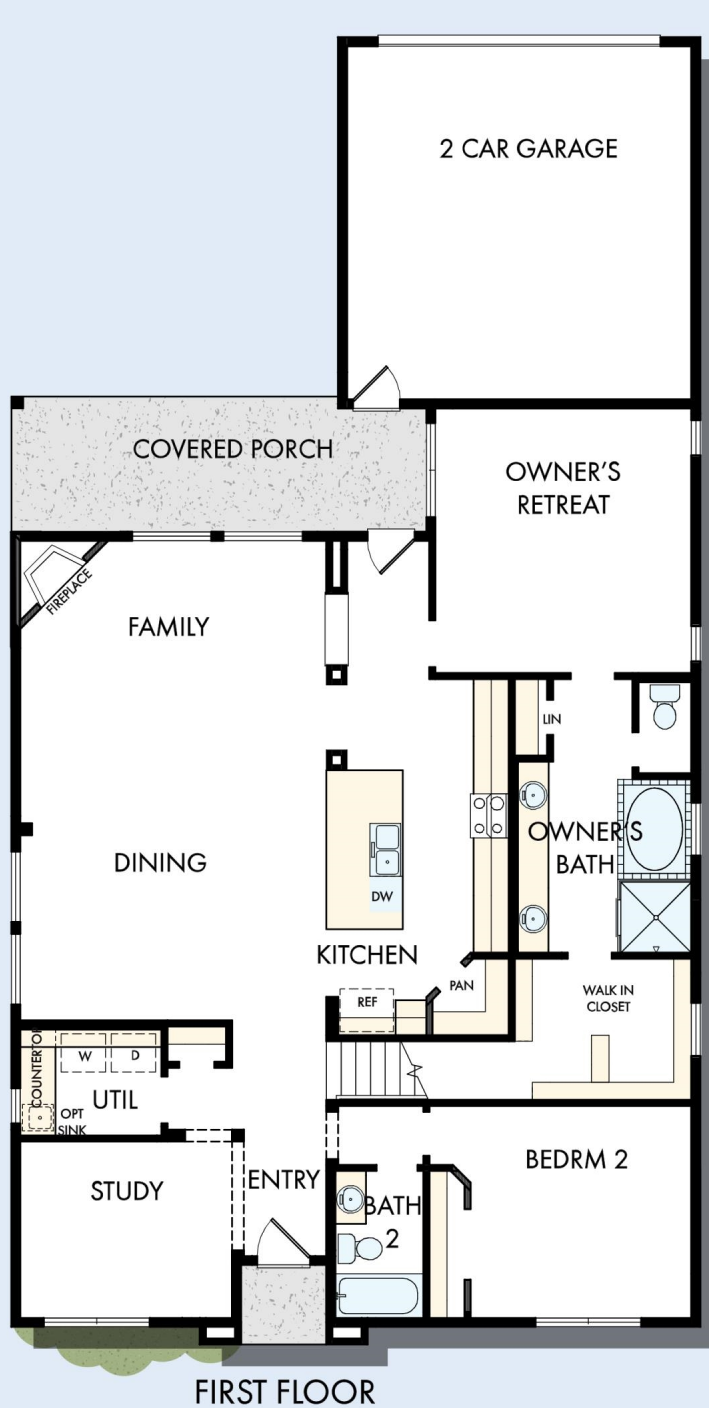 2 CAR GARAGE
COVERED PORCH
OWNER'S
RETREAT
FIREPLACE
FAMILY
LIN
DINING
OWNER'S
BATH
DW
KITCHEN
PAN
REF
WALK IN
CLOSET
COUNTERTOP
W
D
UTIL
OPT
SINK
STUDY
ENTRY
BATH
2
BEDRM 2
FIRST FLOOR